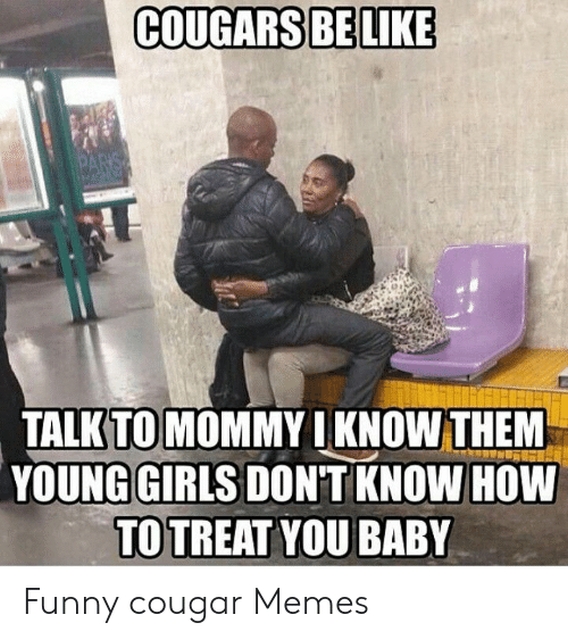 COUGARS BE LIKE
PARIS
TALK TO MOMMY I KNOW THEM
YOUNG GIRLS DON'T KNOW HOW
TO TREAT YOU BABY
Funny cougar Memes